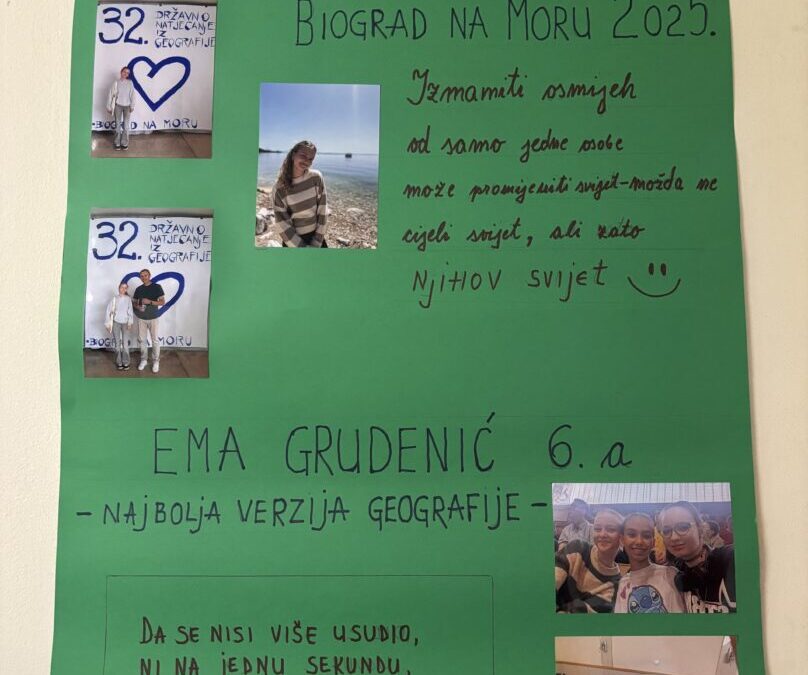 32. DRŽAVNO
NATJECANJE
IZ
GEOGRAFIJE
-BIOGRAD NA MORU
BIOGRAD NA MORU 2025.
Izmamiti osmijeh
od samo jedne osobe
može promijeniti svijet-možda ne
cijeli svijet, ali zato
NJIHOV SVIJET
32. DRŽAVNO
NATJECANJE
IZ
GEOGRAFIJE
-BIOGRAD NA MORU
EMA GRUDENIĆ 6. a
- NAJBOLJA VERZIJA GEOGRAFIJE -
DA SE NISI VIŠE USUDIO,
NI NA JEDNU SEKUNDU,